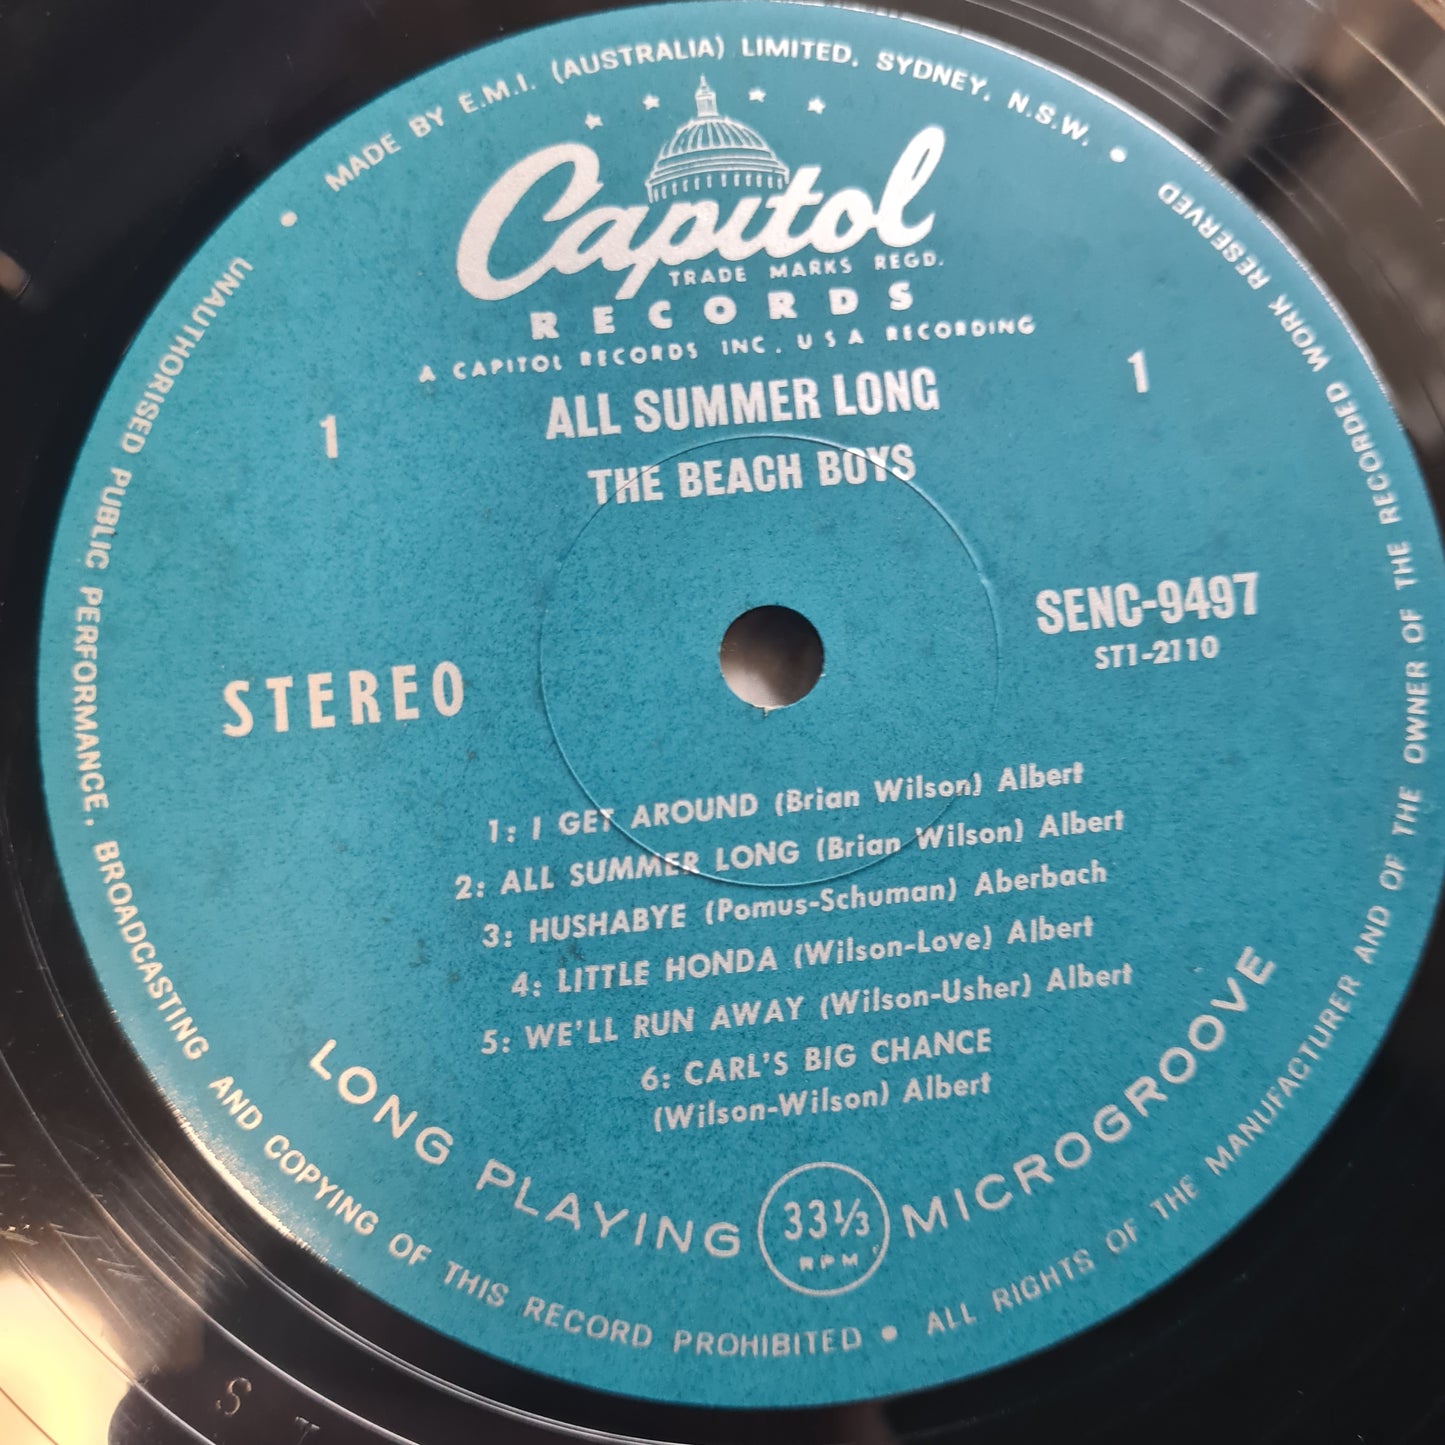 MADE BY E.M.I. (AUSTRALIA) LIMITED, SYDNEY, N.S.W. •
Capitol
TRADE MARKS REGD.
RECORDS
A CAPITOL RECORDS INC. USA RECORDING
ALL SUMMER LONG
THE BEACH BOYS
1
1
STEREO
SENC-9497
ST1-2110
1: I GET AROUND (Brian Wilson) Albert
2: ALL SUMMER LONG (Brian Wilson) Albert
3: HUSHABYE (Pomus-Schuman) Aberbach
4: LITTLE HONDA (Wilson-Love) Albert
5: WE'LL RUN AWAY (Wilson-Usher) Albert
6: CARL'S BIG CHANCE
(Wilson-Wilson) Albert
LONG PLAYING
33⅓
RPM
MICROGROOVE
ALL RIGHTS OF THE MANUFACTURER AND OF THE OWNER OF THE RECORDED WORK RESERVED
UNAUTHORISED PUBLIC PERFORMANCE, BROADCASTING AND COPYING OF THIS RECORD PROHIBITED •